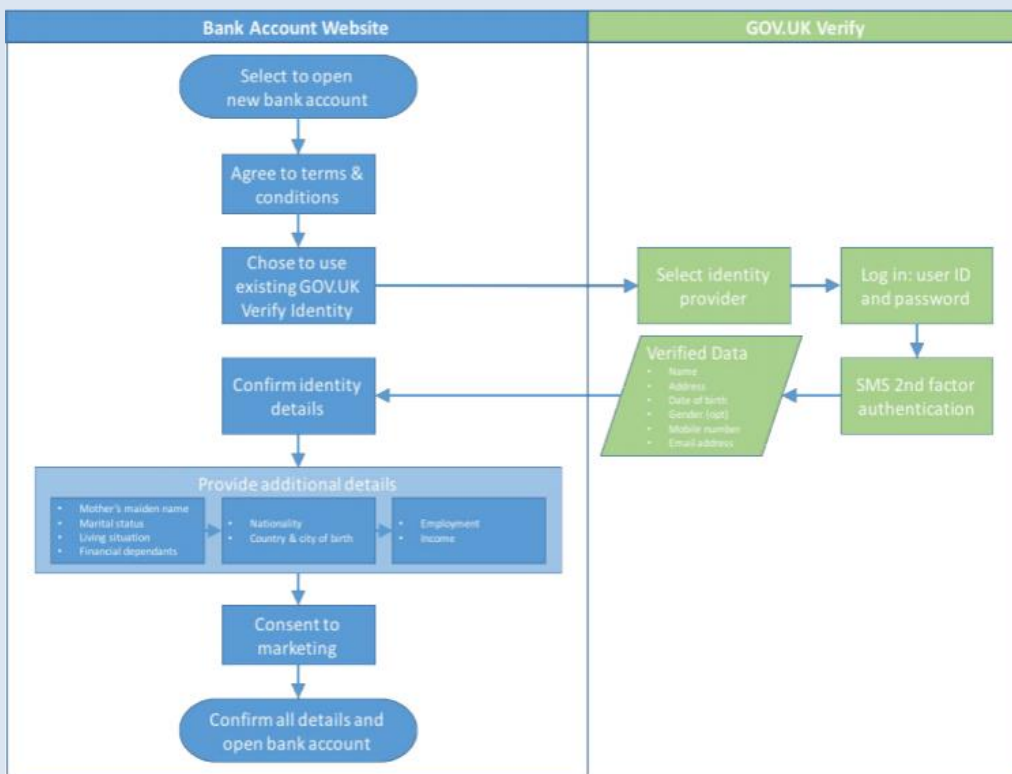 Bank Account Website
GOV.UK Verify
Select to open
new bank account
Agree to terms &
conditions
Chose to use
existing GOV.UK
Verify Identity
Select identity
provider
Log in: user ID
and password
SMS 2nd factor
authentication
Verified Data
• Name
• Address
• Date of birth
• Gender (opt)
• Mobile number
• Email address
Confirm identity
details
Provide additional details
• Mother's maiden name
• Marital status
• Living situation
• Financial dependants
• Nationality
• Country & city of birth
• Employment
• Income
Consent to
marketing
Confirm all details and
open bank account